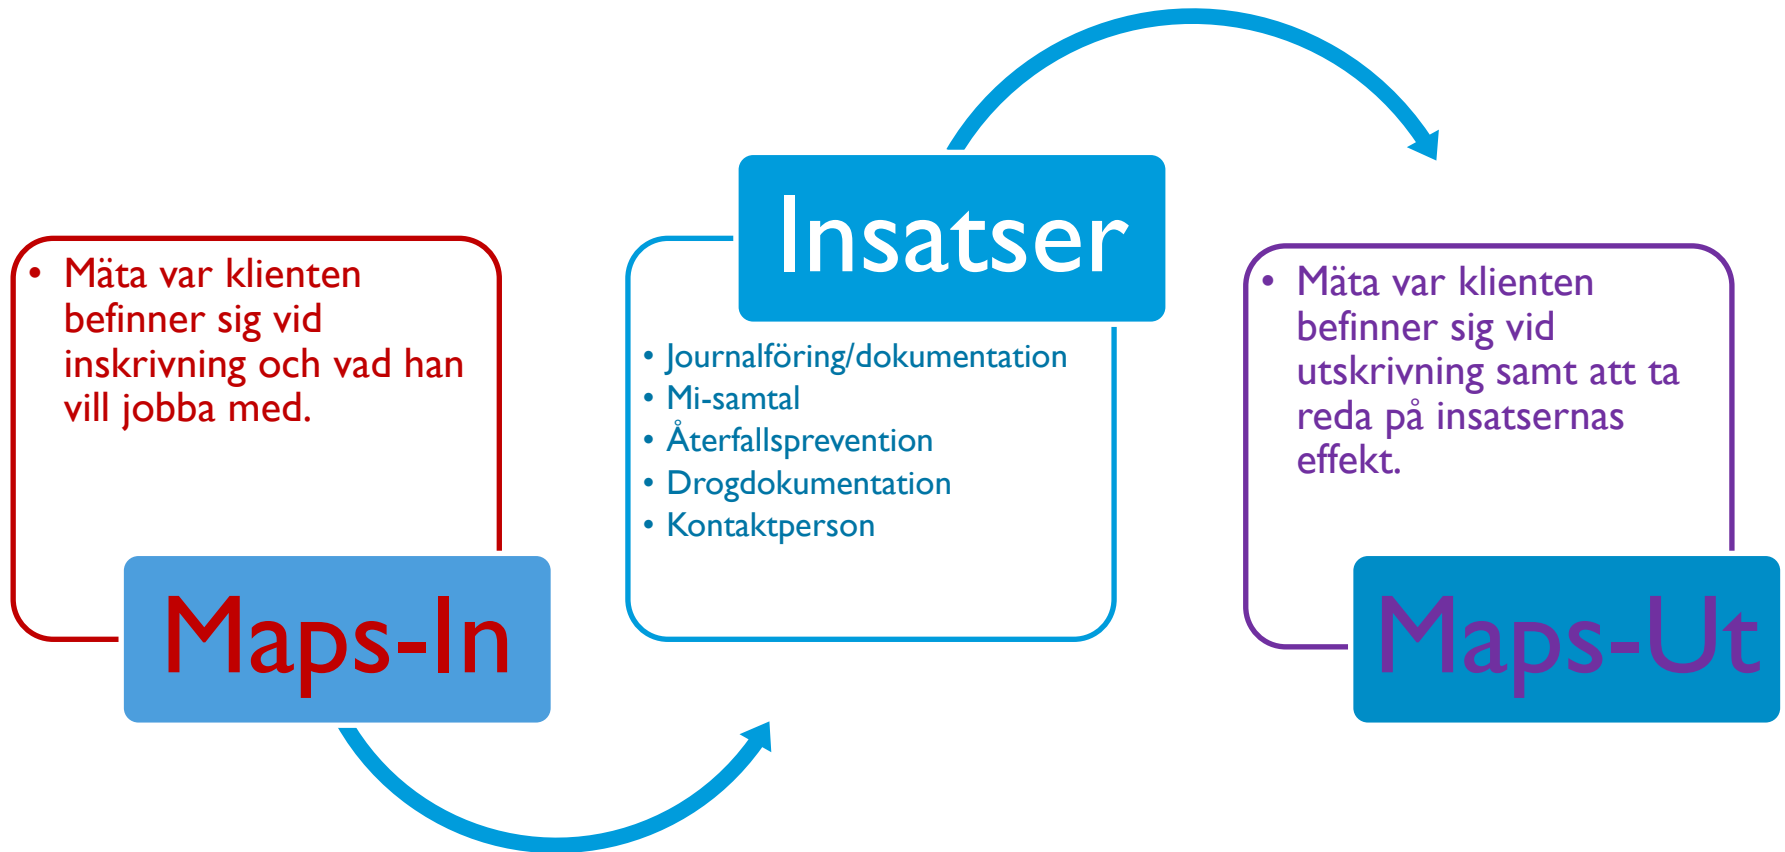 • Mäta var klienten
befinner sig vid
inskrivning och vad han
vill jobba med.
Maps-In
Insatser
• Journalföring/dokumentation
• Mi-samtal
• Återfallsprevention
• Drogdokumentation
• Kontaktperson
• Mäta var klienten
befinner sig vid
utskrivning samt att ta
reda på insatsernas
effekt.
Maps-Ut